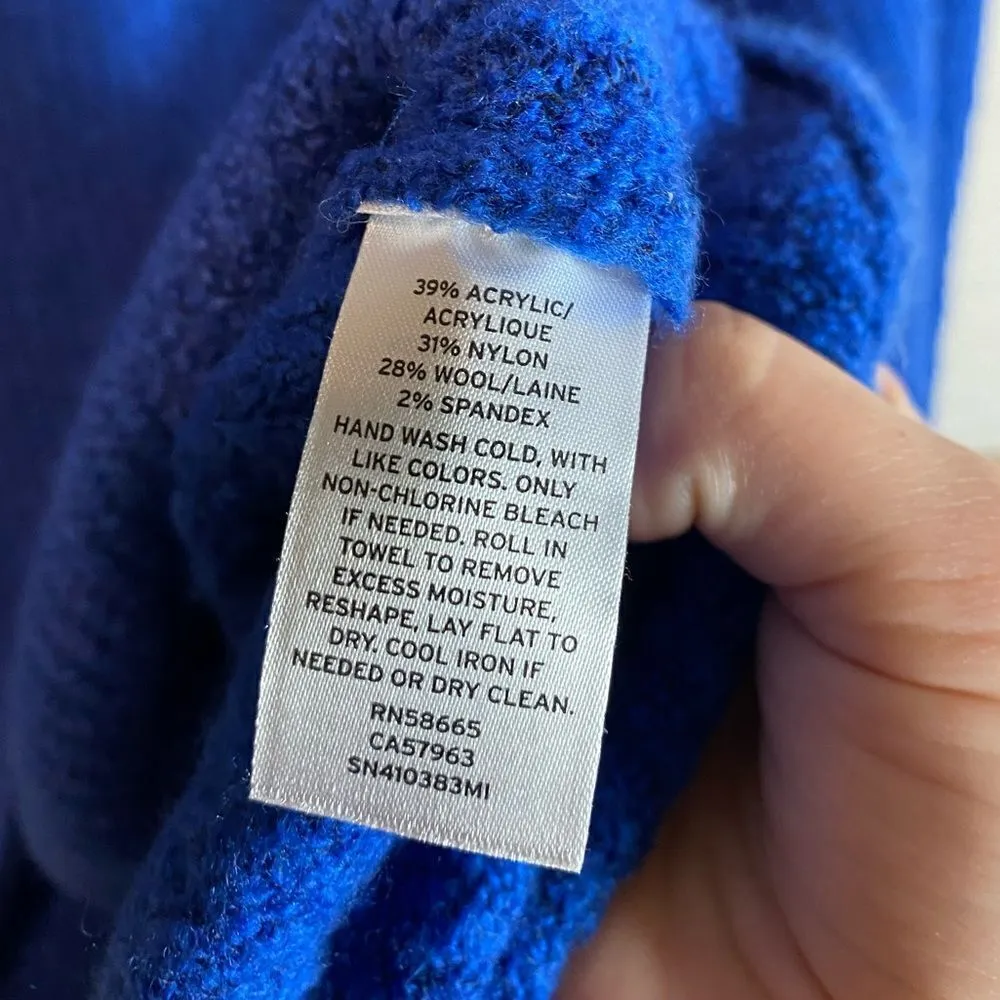 39% ACRYLIC/
ACRYLIQUE
31% NYLON
28% WOOL/LAINE
2% SPANDEX
HAND WASH COLD, WITH
LIKE COLORS. ONLY
NON-CHLORINE BLEACH
IF NEEDED. ROLL IN
TOWEL TO REMOVE
EXCESS MOISTURE,
RESHAPE, LAY FLAT TO
DRY. COOL IRON IF
NEEDED OR DRY CLEAN.
RN58665
CA57963
SN410383MI